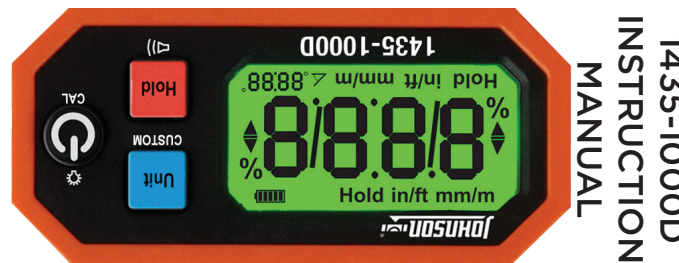 1435-1000D
INSTRUCTION
MANUAL
JOHNSON
Hold in/ft mm/m
%
8/8:8/8
%
Hold in/ft mm/m ∠ 88.88°
1435-1000D
Unit
CUSTOM
Hold
CAL